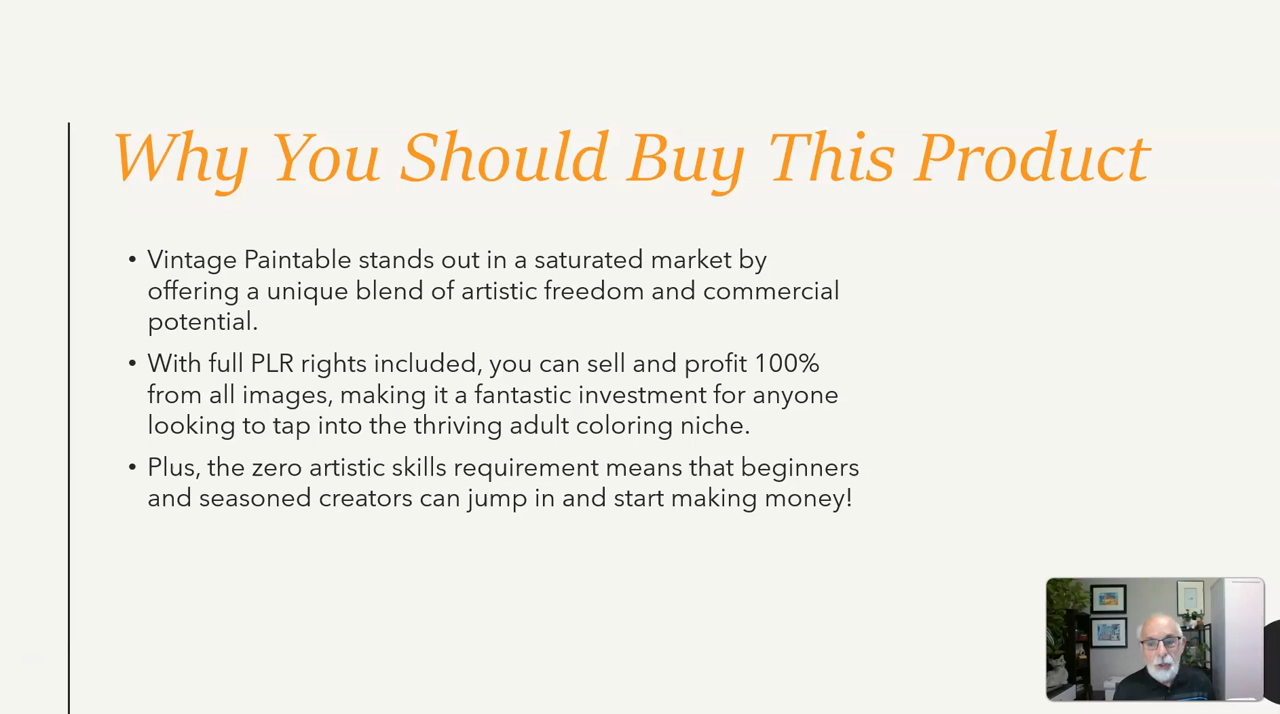 Why You Should Buy This Product
• Vintage Paintable stands out in a saturated market by
offering a unique blend of artistic freedom and commercial
potential.
• With full PLR rights included, you can sell and profit 100%
from all images, making it a fantastic investment for anyone
looking to tap into the thriving adult coloring niche.
• Plus, the zero artistic skills requirement means that beginners
and seasoned creators can jump in and start making money!